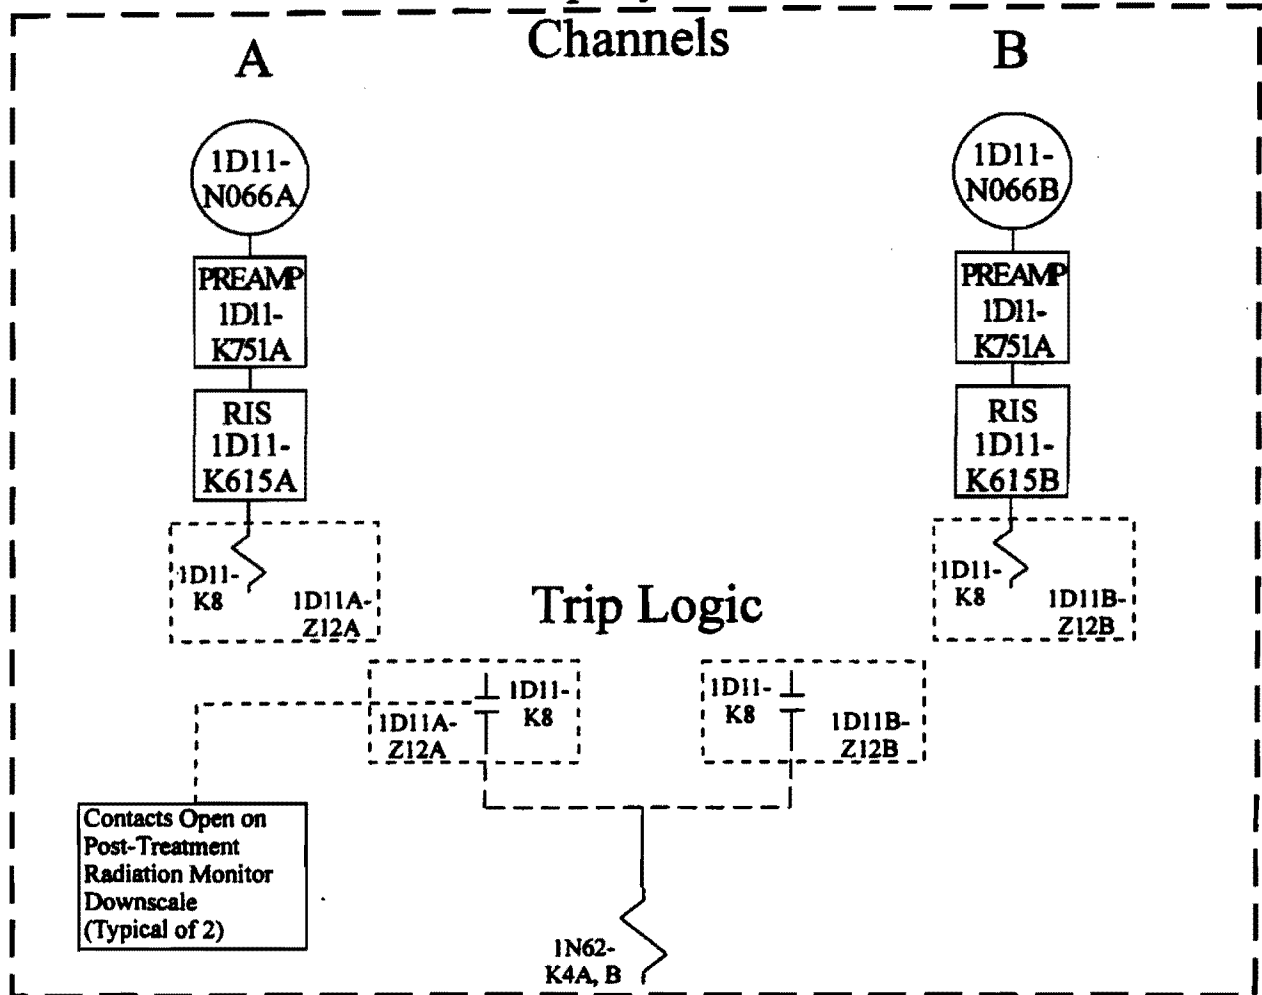 Channels
A
B
1D11-
N066A
1D11-
N066B
PREAMP
1D11-
K751A
PREAMP
1D11-
K751A
RIS
1D11-
K615A
RIS
1D11-
K615B
1D11-
K8
1D11A-
Z12A
1D11-
K8
1D11B-
Z12B
Trip Logic
1D11-
K8
1D11A-
Z12A
1D11-
K8
1D11B-
Z12B
Contacts Open on
Post-Treatment
Radiation Monitor
Downscale
(Typical of 2)
1N62-
K4A, B